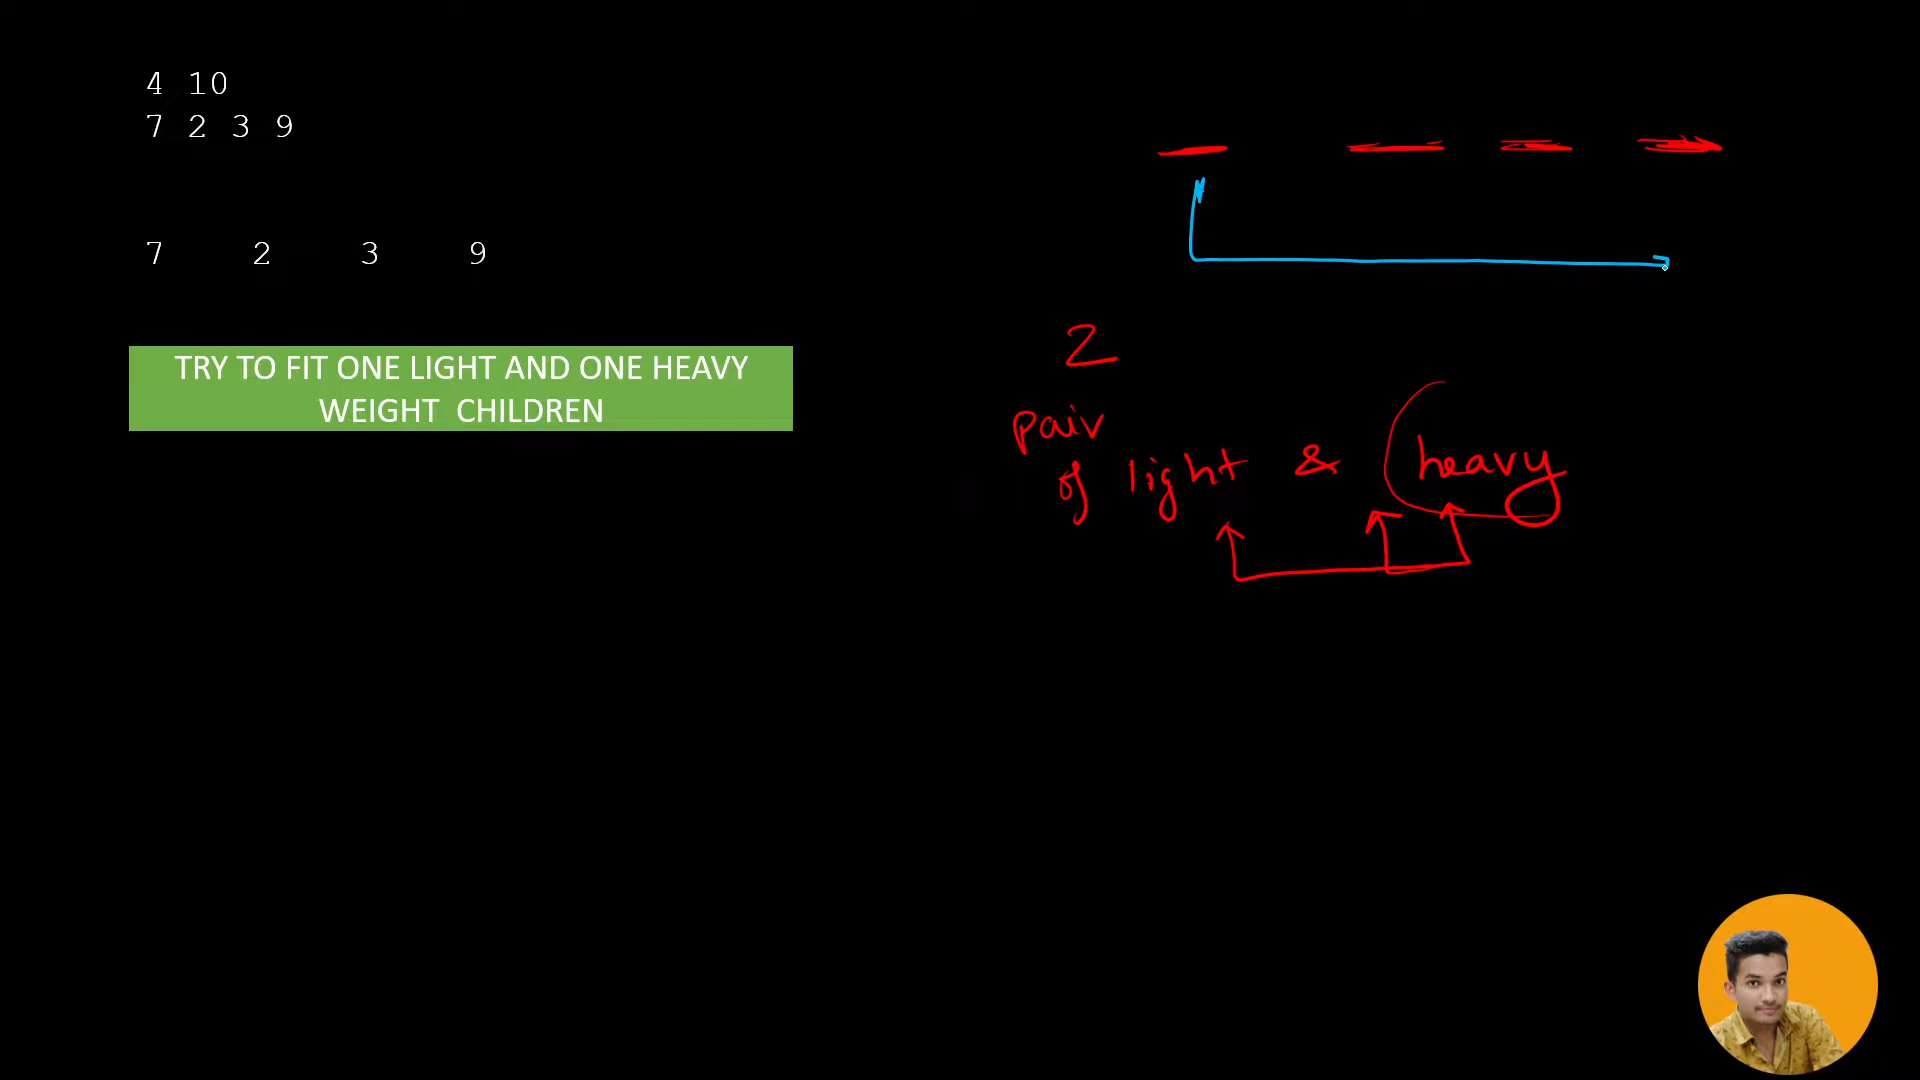 4 10
7 2 3 9
7 2 3 9
TRY TO FIT ONE LIGHT AND ONE HEAVY
WEIGHT CHILDREN
2
pair
of light & heavy